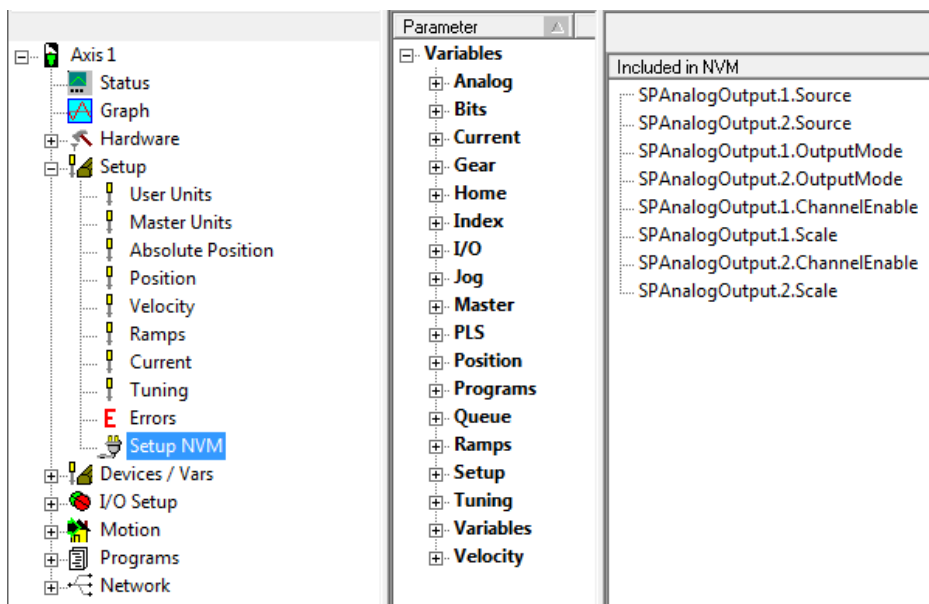 Axis 1
Status
Graph
Hardware
Setup
User Units
Master Units
Absolute Position
Position
Velocity
Ramps
Current
Tuning
E Errors
Setup NVM
Devices / Vars
I/O Setup
Motion
Programs
Network
Parameter
Variables
Analog
Bits
Current
Gear
Home
Index
I/O
Jog
Master
PLS
Position
Programs
Queue
Ramps
Setup
Tuning
Variables
Velocity
Included in NVM
SPAnalogOutput.1.Source
SPAnalogOutput.2.Source
SPAnalogOutput.1.OutputMode
SPAnalogOutput.2.OutputMode
SPAnalogOutput.1.ChannelEnable
SPAnalogOutput.1.Scale
SPAnalogOutput.2.ChannelEnable
SPAnalogOutput.2.Scale